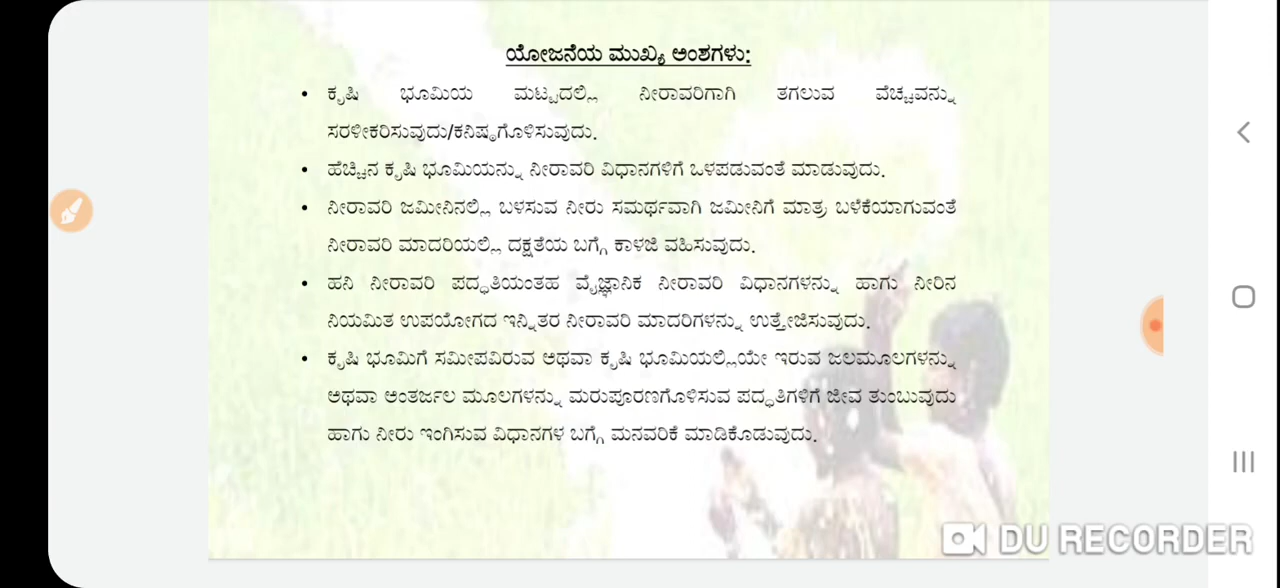 ಯೋಜನೆಯ ಮುಖ್ಯ ಅಂಶಗಳು:
• ಕೃಷಿ ಭೂಮಿಯ ಮಟ್ಟದಲ್ಲಿ ನೀರಾವರಿಗಾಗಿ ತಗಲುವ ವೆಚ್ಚವನ್ನು
ಸರಳೀಕರಿಸುವುದು/ಕನಿಷ್ಠಗೊಳಿಸುವುದು.
• ಹೆಚ್ಚಿನ ಕೃಷಿ ಭೂಮಿಯನ್ನು ನೀರಾವರಿ ವಿಧಾನಗಳಿಗೆ ಒಳಪಡುವಂತೆ ಮಾಡುವುದು.
• ನೀರಾವರಿ ಜಮೀನಿನಲ್ಲಿ ಬಳಸುವ ನೀರು ಸಮರ್ಥವಾಗಿ ಜಮೀನಿಗೆ ಮಾತ್ರ ಬಳಕೆಯಾಗುವಂತೆ
ನೀರಾವರಿ ಮಾದರಿಯಲ್ಲಿ ದಕ್ಷತೆಯ ಬಗ್ಗೆ ಕಾಳಜಿ ವಹಿಸುವುದು.
• ಹನಿ ನೀರಾವರಿ ಪದ್ಧತಿಯಂತಹ ವೈಜ್ಞಾನಿಕ ನೀರಾವರಿ ವಿಧಾನಗಳನ್ನು ಹಾಗು ನೀರಿನ
ನಿಯಮಿತ ಉಪಯೋಗದ ಇನ್ನಿತರ ನೀರಾವರಿ ಮಾದರಿಗಳನ್ನು ಉತ್ತೇಜಿಸುವುದು.
• ಕೃಷಿ ಭೂಮಿಗೆ ಸಮೀಪವಿರುವ ಅಥವಾ ಕೃಷಿ ಭೂಮಿಯಲ್ಲಿಯೇ ಇರುವ ಜಲಮೂಲಗಳನ್ನು
ಅಥವಾ ಅಂತರ್ಜಲ ಮೂಲಗಳನ್ನು ಮರುಪೂರಣಗೊಳಿಸುವ ಪದ್ಧತಿಗಳಿಗೆ ಜೀವ ತುಂಬುವುದು
ಹಾಗು ನೀರು ಇಂಗಿಸುವ ವಿಧಾನಗಳ ಬಗ್ಗೆ ಮನವರಿಕೆ ಮಾಡಿಕೊಡುವುದು.
DU RECORDER